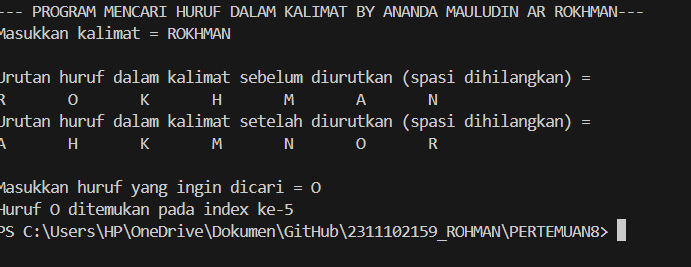 --- PROGRAM MENCARI HURUF DALAM KALIMAT BY ANANDA MAULUDIN AR ROKHMAN---
Masukkan kalimat = ROKHMAN
Urutan huruf dalam kalimat sebelum diurutkan (spasi dihilangkan) =
R O K H M A N
Urutan huruf dalam kalimat setelah diurutkan (spasi dihilangkan) =
A H K M N O R
Masukkan huruf yang ingin dicari = O
Huruf O ditemukan pada index ke-5
PS C:\Users\HP\OneDrive\Dokumen\GitHub\2311102159_ROHMAN\PERTEMUAN8>